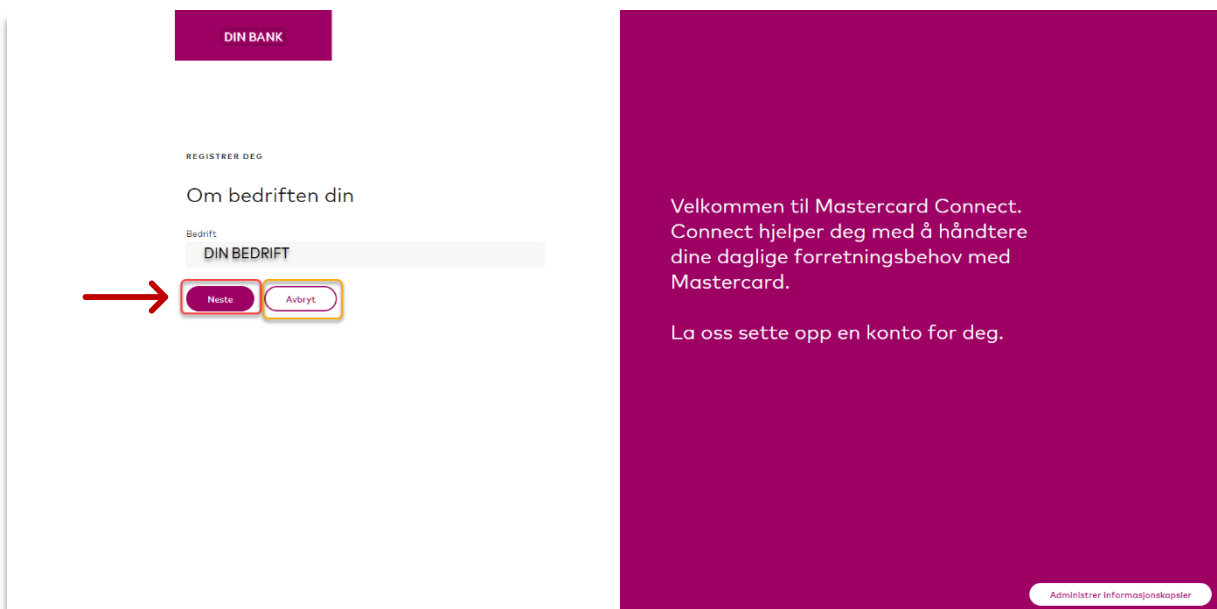 DIN BANK
REGISTRER DEG
Om bedriften din
Bedrift
DIN BEDRIFT
Neste
Avbryt
Velkommen til Mastercard Connect.
Connect hjelper deg med å håndtere
dine daglige forretningsbehov med
Mastercard.
La oss sette opp en konto for deg.
Administrer informasjonskapsler